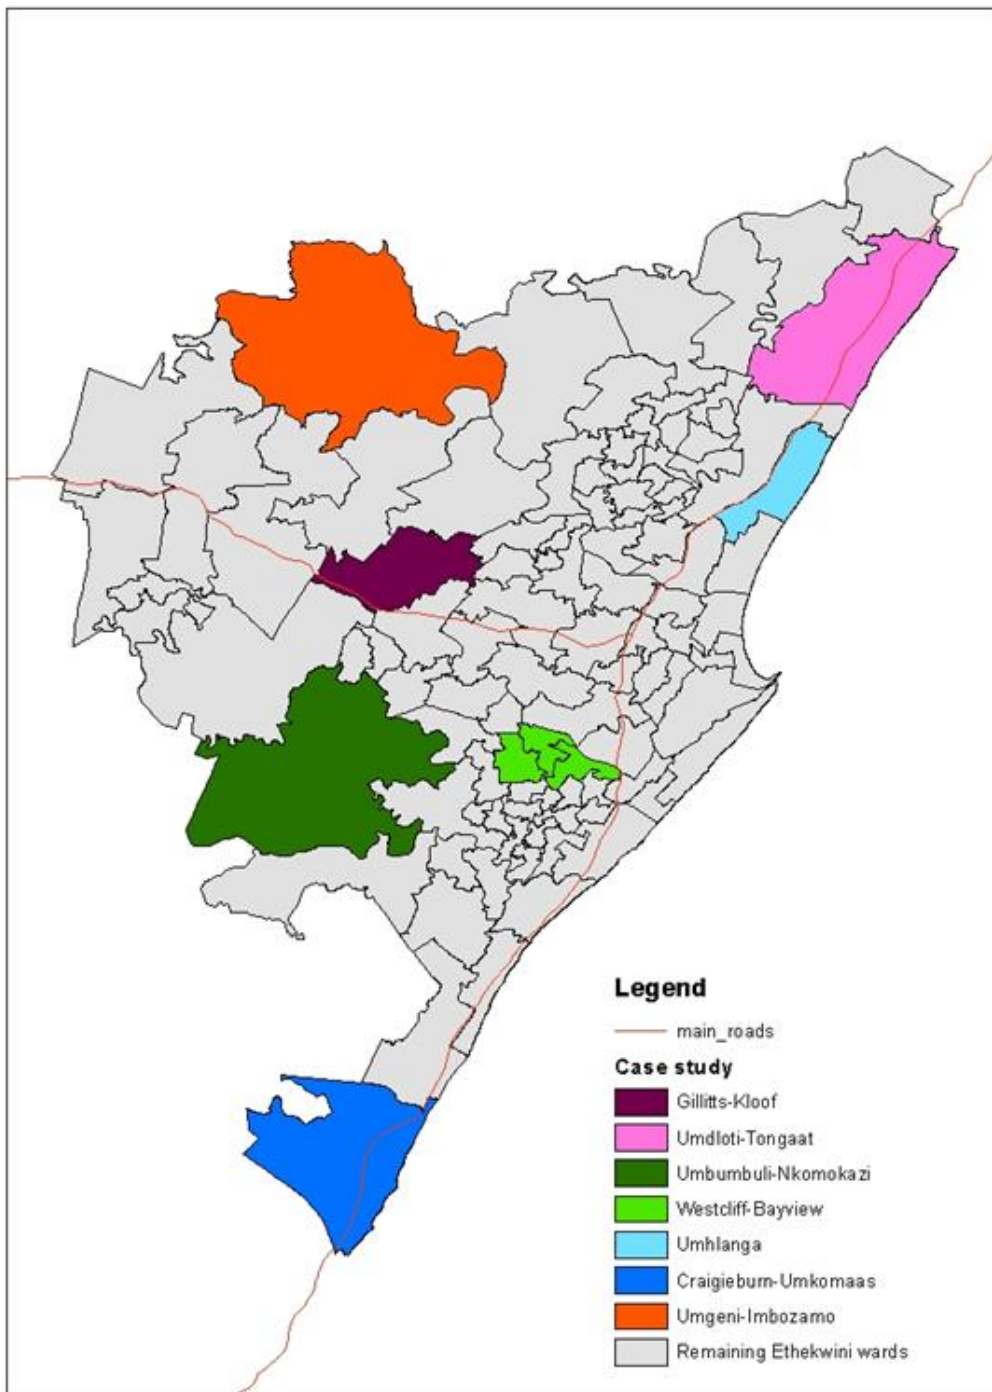 Legend
main_roads
Case study
Gillitts-Kloof
Umdloti-Tongaat
Umbumbuli-Nkomokazi
Westcliff-Bayview
Umhlanga
Craigieburn-Umkomaas
Umgeni-Imbozamo
Remaining Ethekwini wards